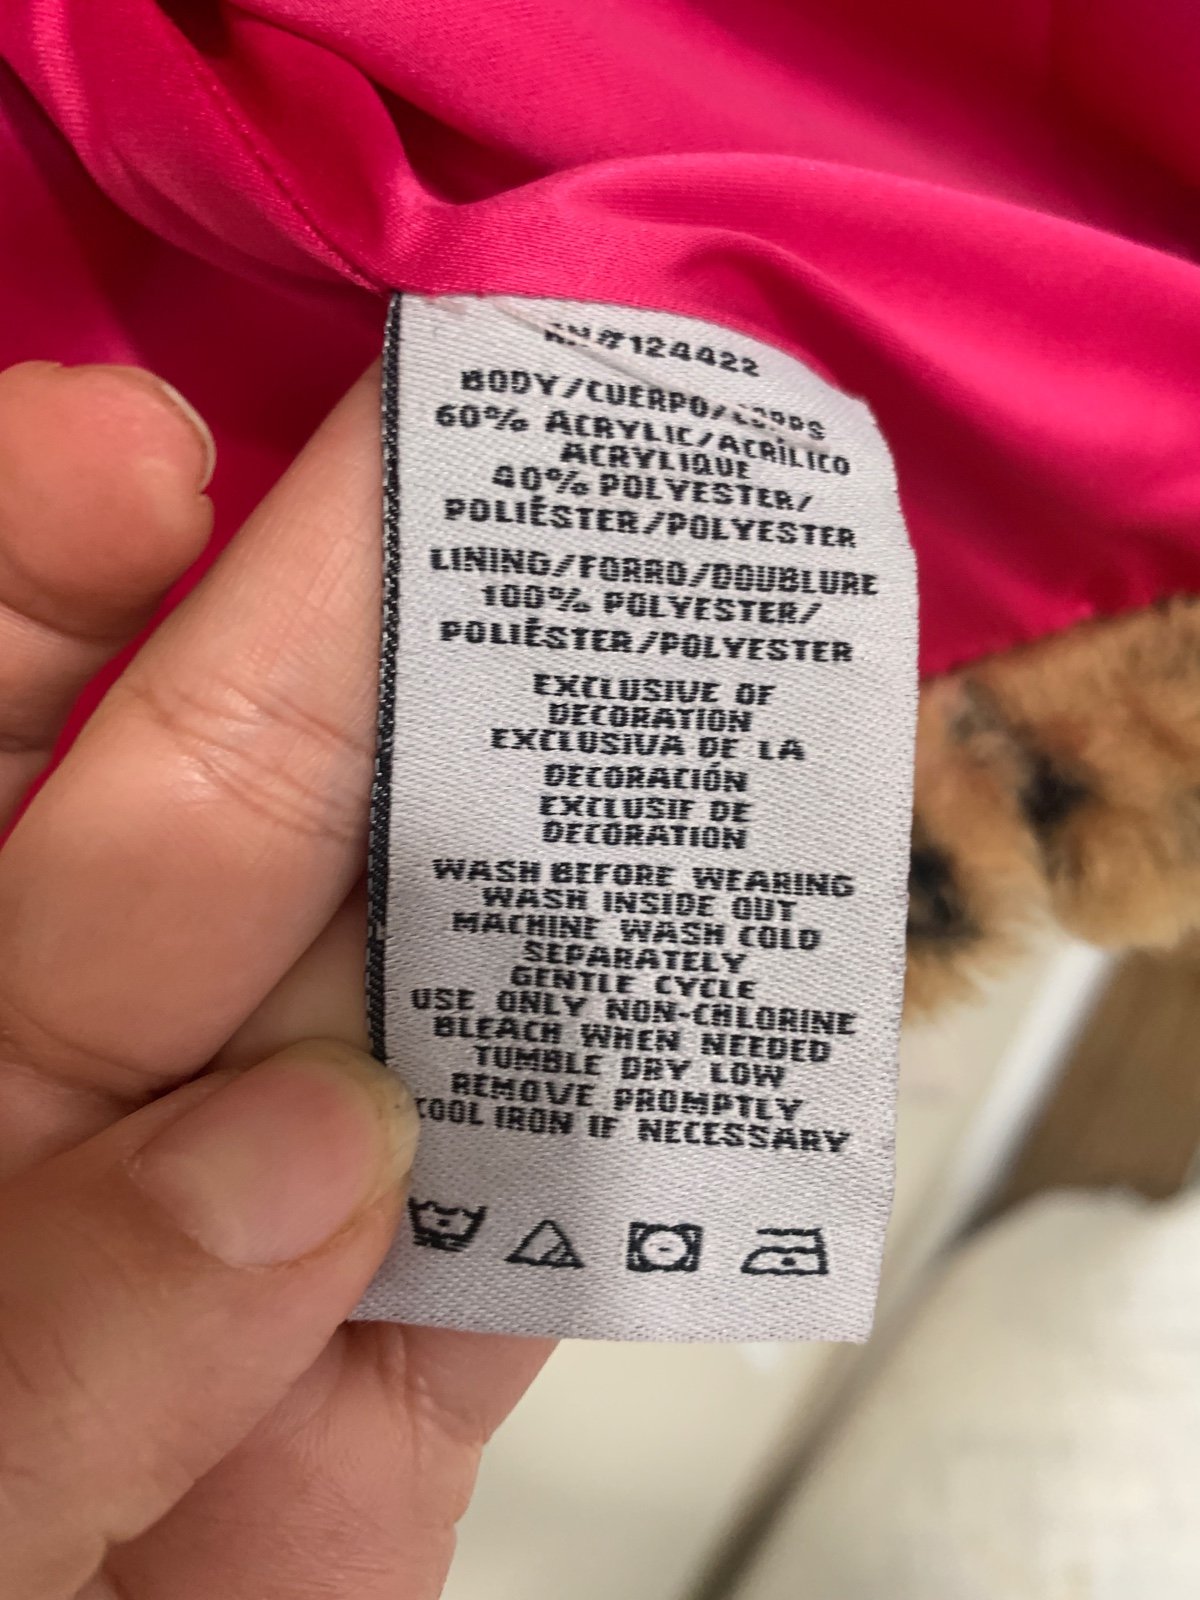 RN#124422
BODY/CUERPO/CORPS
60% ACRYLIC/ACRÍLICO
ACRYLIQUE
40% POLYESTER/
POLIÉSTER/POLYESTER
LINING/FORRO/DOUBLURE
100% POLYESTER/
POLIÉSTER/POLYESTER
EXCLUSIVE OF
DECORATION
EXCLUSIVA DE LA
DECORACIÓN
EXCLUSIF DE
DECORATION
WASH BEFORE WEARING
WASH INSIDE OUT
MACHINE WASH COLD
SEPARATELY
GENTLE CYCLE
USE ONLY NON-CHLORINE
BLEACH WHEN NEEDED
TUMBLE DRY LOW
REMOVE PROMPTLY
COOL IRON IF NECESSARY